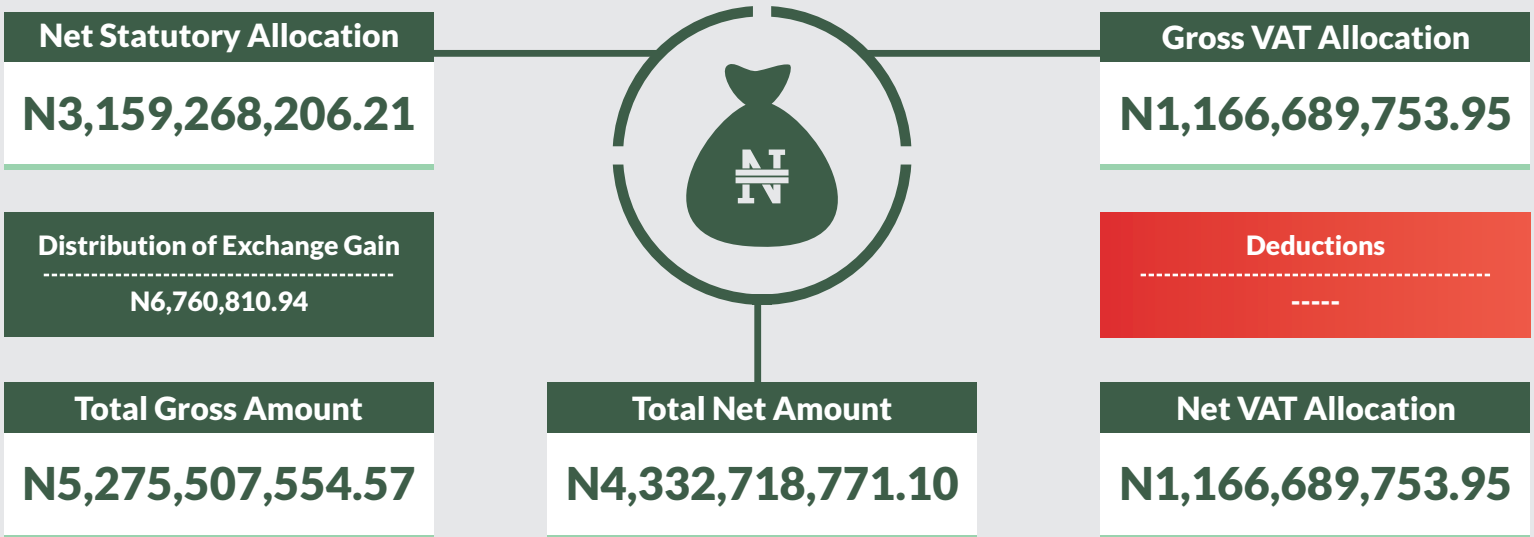 Net Statutory Allocation
N3,159,268,206.21
Gross VAT Allocation
N1,166,689,753.95
₦
Distribution of Exchange Gain
N6,760,810.94
Deductions
-----
Total Gross Amount
N5,275,507,554.57
Total Net Amount
N4,332,718,771.10
Net VAT Allocation
N1,166,689,753.95